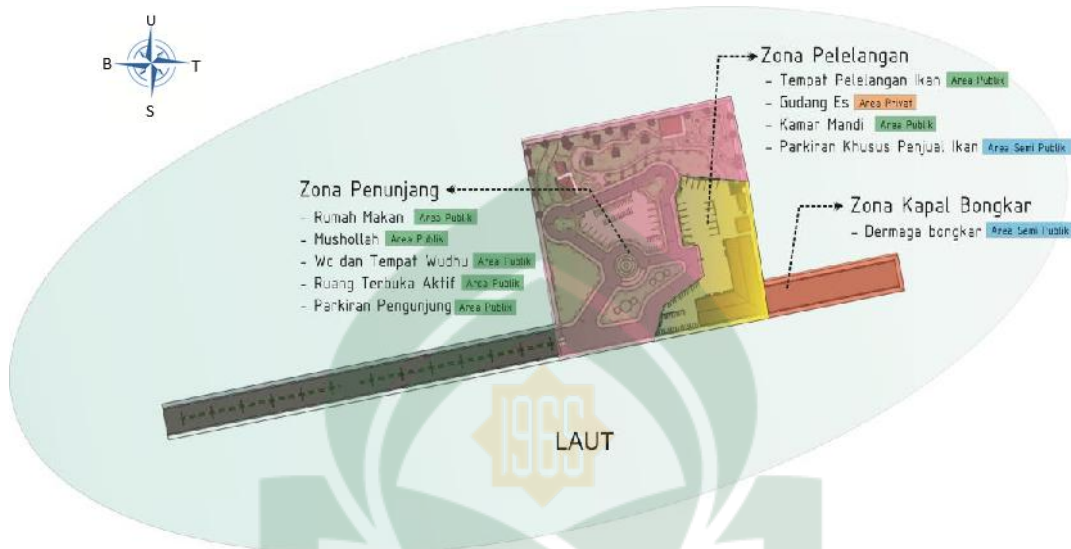 U
B T
S
Zona Pelelangan
- Tempat Pelelangan Ikan Area Publik
- Gudang Es Area Privat
- Kamar Mandi Area Publik
- Parkiran Khusus Penjual Ikan Area Semi Publik
Zona Penunjang
- Rumah Makan Area Publik
- Mushollah Area Publik
- Wc dan Tempat Wudhu Area Publik
- Ruang Terbuka Aktif Area Publik
- Parkiran Pengunjung Area Publik
Zona Kapal Bongkar
- Dermaga bongkar Area Semi Publik
LAUT
1965